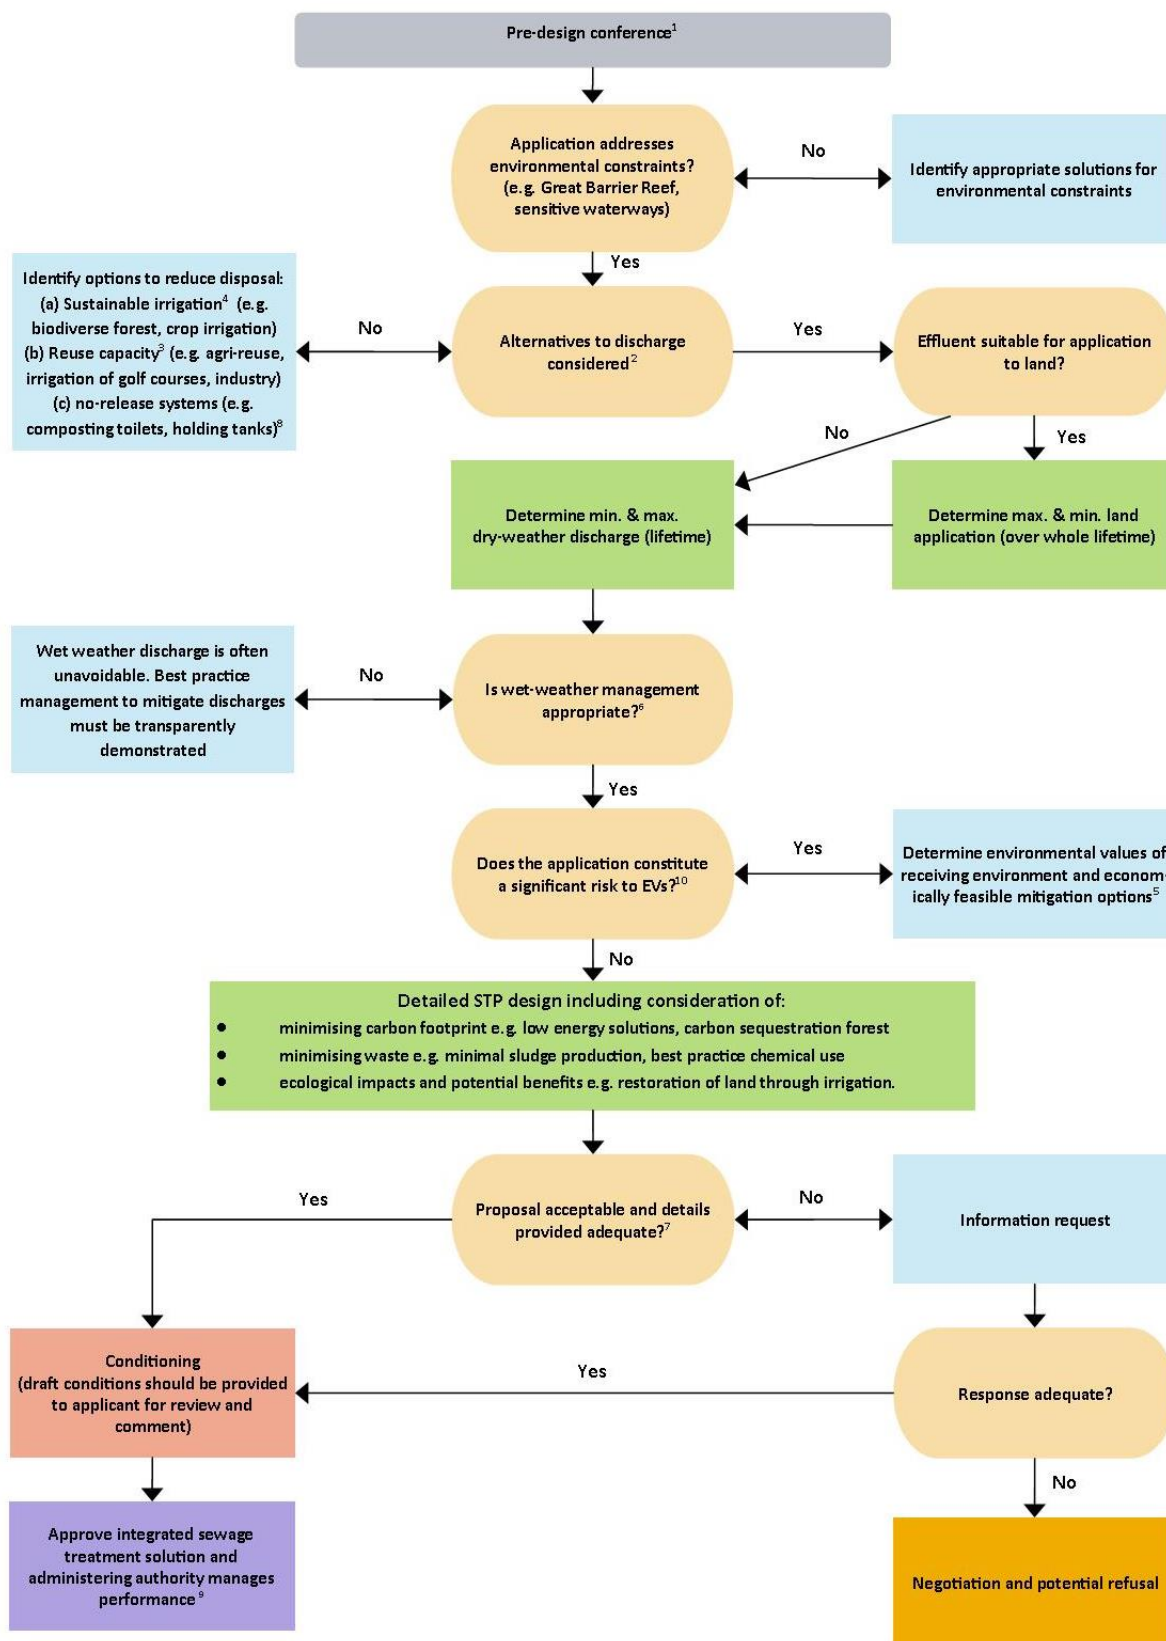 Pre-design conference1
Application addresses
environmental constraints?
(e.g. Great Barrier Reef,
sensitive waterways)
No
Identify appropriate solutions for
environmental constraints
Yes
Identify options to reduce disposal:
(a) Sustainable irrigation4 (e.g.
biodiverse forest, crop irrigation)
(b) Reuse capacity3 (e.g. agri-reuse,
irrigation of golf courses, industry)
(c) no-release systems (e.g.
composting toilets, holding tanks)8
No
Alternatives to discharge
considered2
Yes
Effluent suitable for application
to land?
No
Yes
Determine min. & max.
dry-weather discharge (lifetime)
Determine max. & min. land
application (over whole lifetime)
Wet weather discharge is often
unavoidable. Best practice
management to mitigate discharges
must be transparently
demonstrated
No
Is wet-weather management
appropriate?6
Yes
Does the application constitute
a significant risk to EVs?10
Yes
Determine environmental values of
receiving environment and econom-
ically feasible mitigation options5
No
Detailed STP design including consideration of:
• minimising carbon footprint e.g. low energy solutions, carbon sequestration forest
• minimising waste e.g. minimal sludge production, best practice chemical use
• ecological impacts and potential benefits e.g. restoration of land through irrigation.
Yes
Proposal acceptable and details
provided adequate?7
No
Information request
Conditioning
(draft conditions should be provided
to applicant for review and
comment)
Yes
Response adequate?
No
Approve integrated sewage
treatment solution and
administering authority manages
performance9
Negotiation and potential refusal